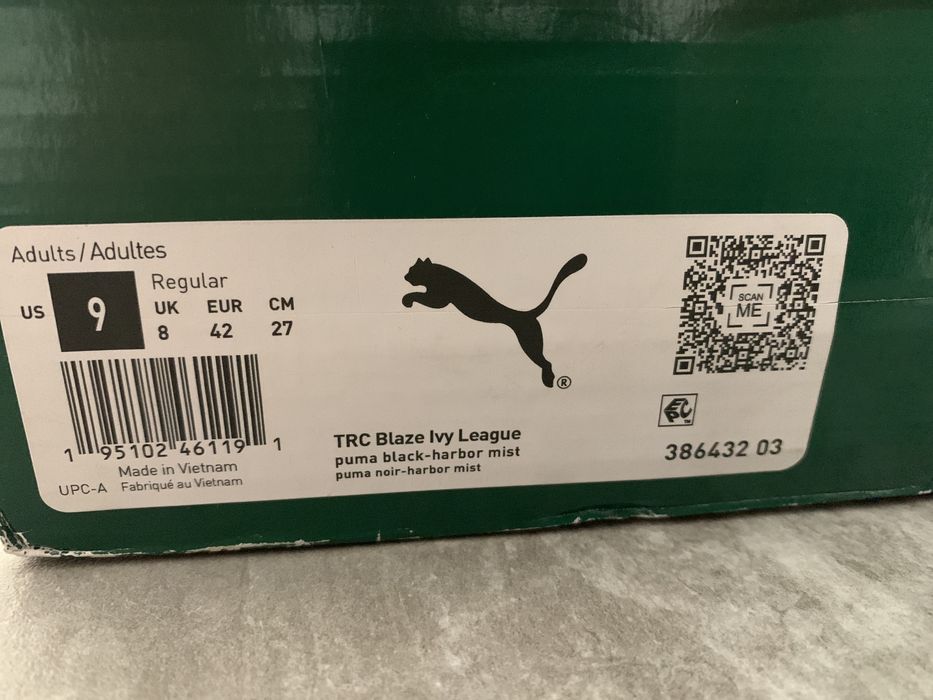 Adults/Adultes
US 9 Regular
UK EUR CM
8 42 27
1 95102 46119 1
Made in Vietnam
UPC-A Fabriqué au Vietnam
®
TRC Blaze Ivy League
puma black-harbor mist
puma noir-harbor mist
SCAN
ME
EPC™
386432 03